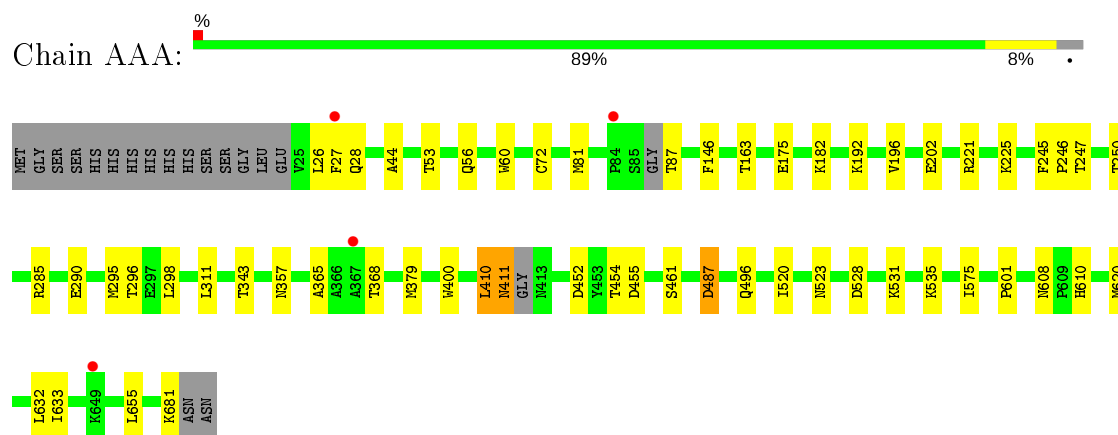 %
Chain AAA:
89% 8% •
MET GLY SER SER HIS HIS HIS HIS HIS HIS SER SER GLY LEU GLU V25 L26 F27 Q28 A44 T53 Q56 W60 C72 M81 P84 S85 GLY T87 F146 T163 E175 K182 K192 V196 E202 R221 K225 F245 P246 T247 T250
R285 E290 M295 T296 E297 L298 L311 T343 N357 A365 A366 A367 T368 M379 W400 L410 N411 GLY N413 D452 Y453 T454 D455 S461 D487 Q496 I520 N523 D528 K531 K535 I575 P601 N608 P609 H610 M620
L632 I633 K649 L655 K681 ASN ASN